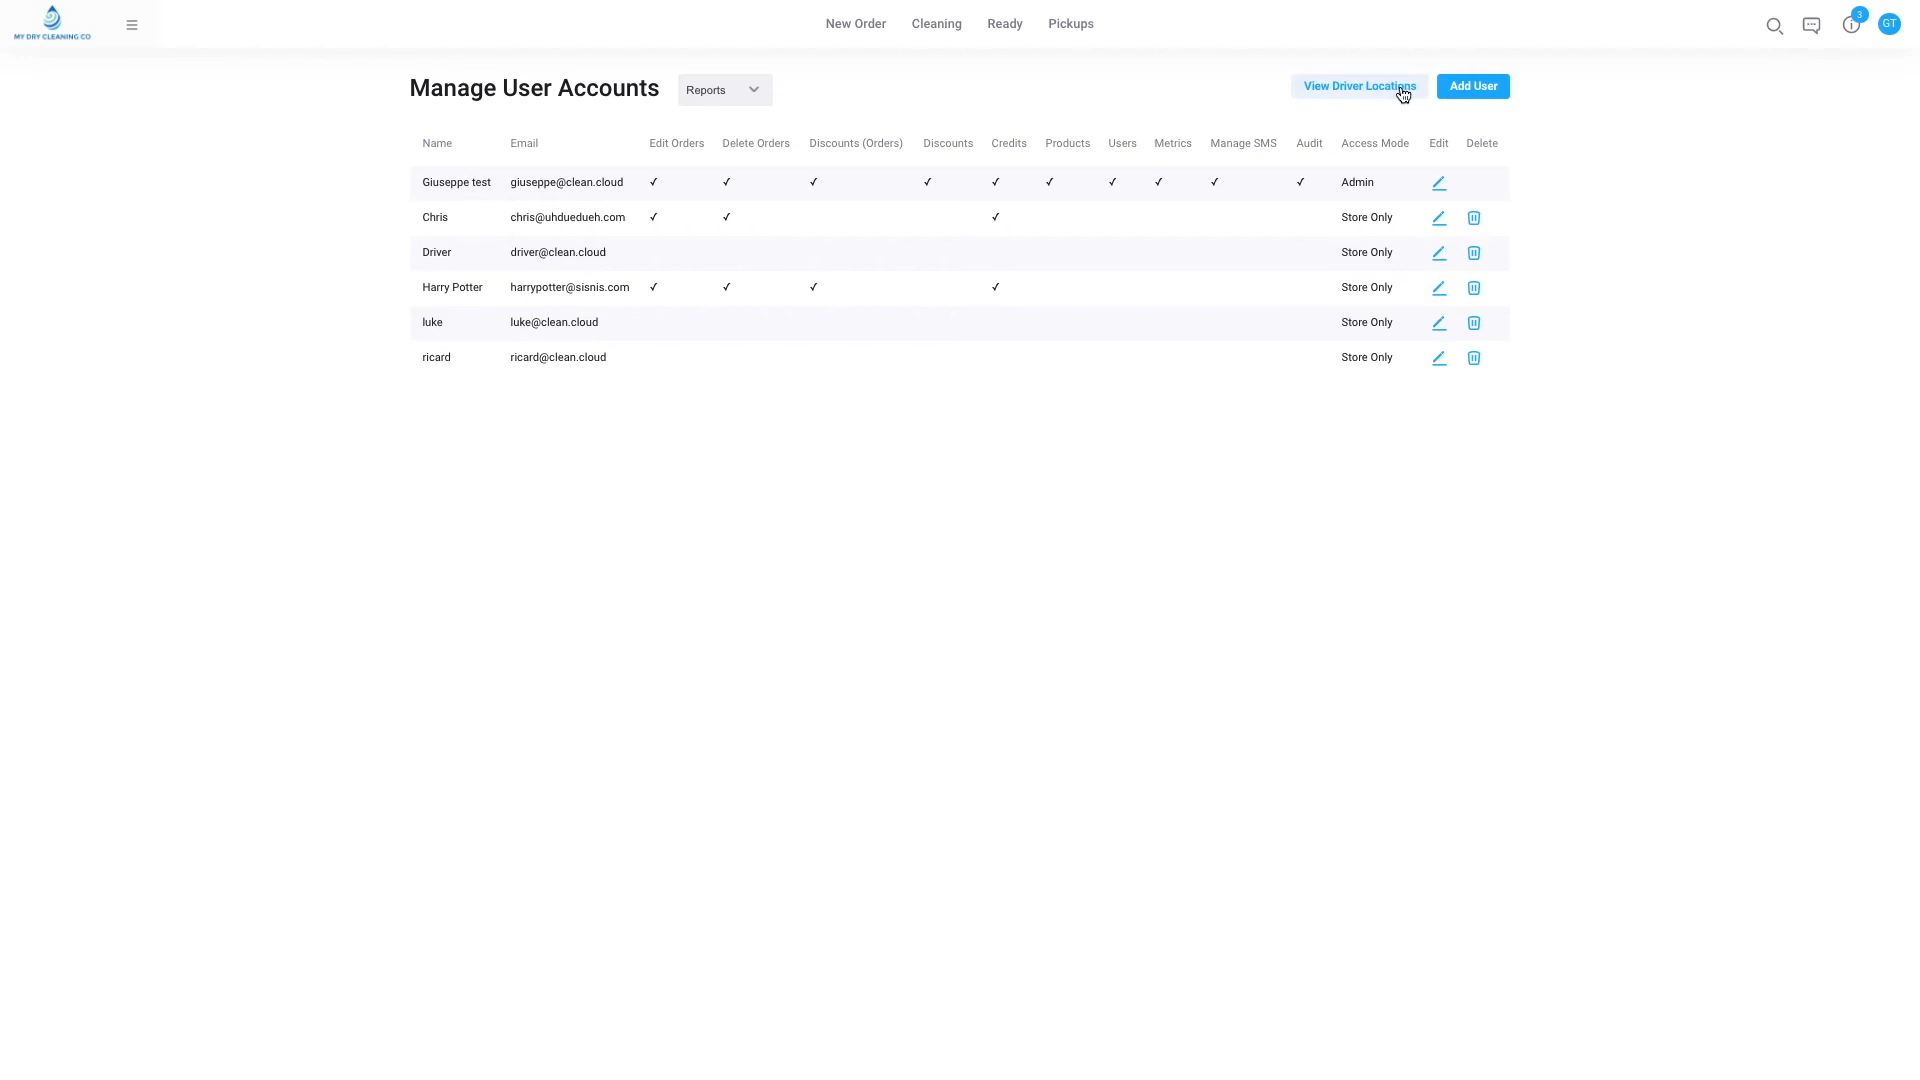 MY DRY CLEANING CO
New Order Cleaning Ready Pickups
3
GT
Manage User Accounts Reports View Driver Locations Add User
Name Email Edit Orders Delete Orders Discounts (Orders) Discounts Credits Products Users Metrics Manage SMS Audit Access Mode Edit Delete
Giuseppe test giuseppe@clean.cloud ✓ ✓ ✓ ✓ ✓ ✓ ✓ ✓ ✓ ✓ Admin
Chris chris@uhduedueh.com ✓ ✓ ✓ Store Only
Driver driver@clean.cloud Store Only
Harry Potter harrypotter@sisnis.com ✓ ✓ ✓ ✓ Store Only
luke luke@clean.cloud Store Only
ricard ricard@clean.cloud Store Only